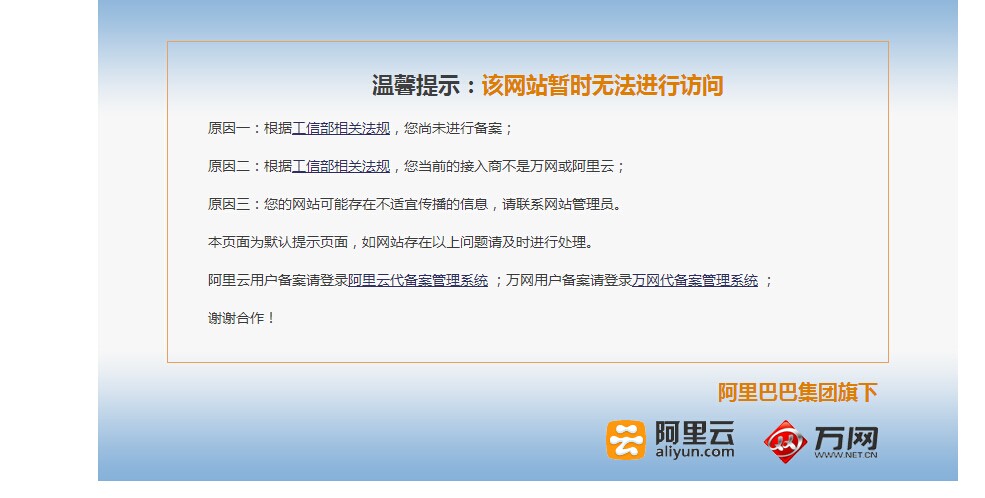 温馨提示：该网站暂时无法进行访问
原因一：根据工信部相关法规，您尚未进行备案；
原因二：根据工信部相关法规，您当前的接入商不是万网或阿里云；
原因三：您的网站可能存在不适宜传播的信息，请联系网站管理员。
本页面为默认提示页面，如网站存在以上问题请及时进行处理。
阿里云用户备案请登录阿里云代备案管理系统 ；万网用户备案请登录万网代备案管理系统 ；
谢谢合作！
阿里巴巴集团旗下
阿里云
aliyun.com
万网
WWW.NET.CN